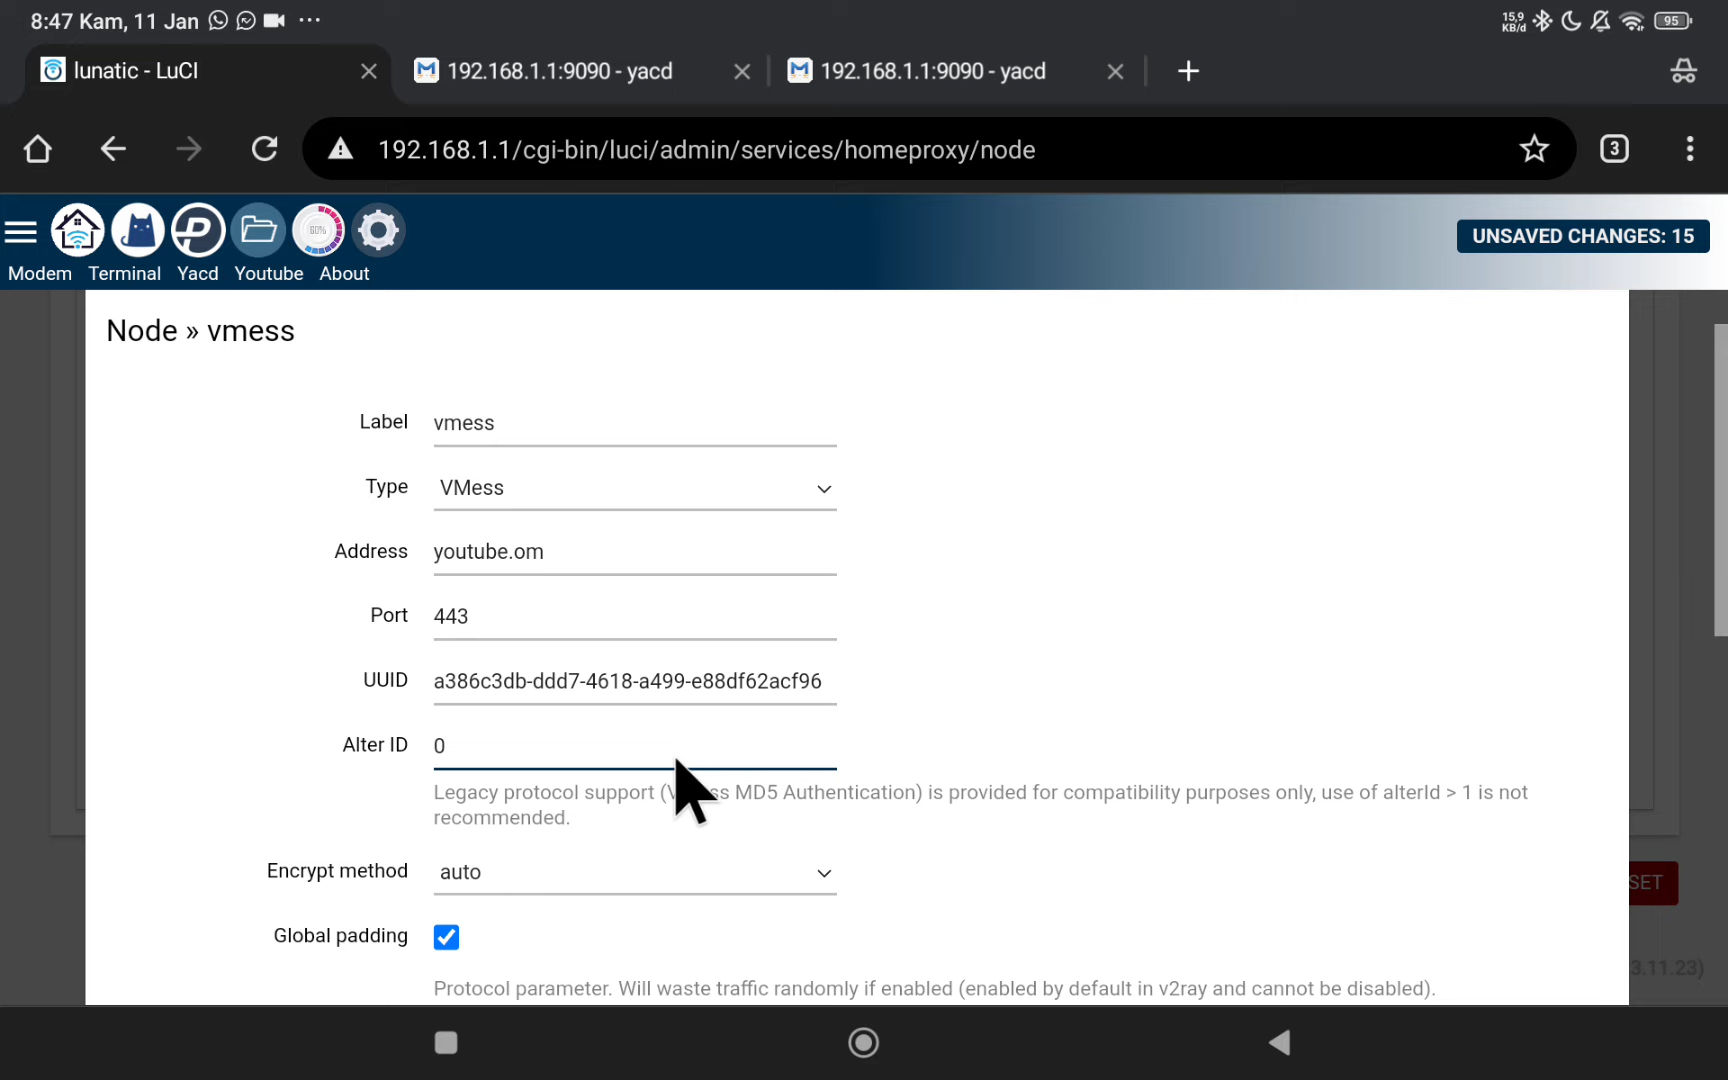 8:47 Kam, 11 Jan
15,9 KB/d
95
lunatic - LuCI
192.168.1.1:9090 - yacd
192.168.1.1:9090 - yacd
192.168.1.1/cgi-bin/luci/admin/services/homeproxy/node
3
60%
UNSAVED CHANGES: 15
Modem Terminal Yacd Youtube About
Node » vmess
Label vmess
Type VMess
Address youtube.om
Port 443
UUID a386c3db-ddd7-4618-a499-e88df62acf96
Alter ID 0
Legacy protocol support (V ss MD5 Authentication) is provided for compatibility purposes only, use of alterId > 1 is not
recommended.
Encrypt method auto
SET
Global padding
3.11.23)
Protocol parameter. Will waste traffic randomly if enabled (enabled by default in v2ray and cannot be disabled).